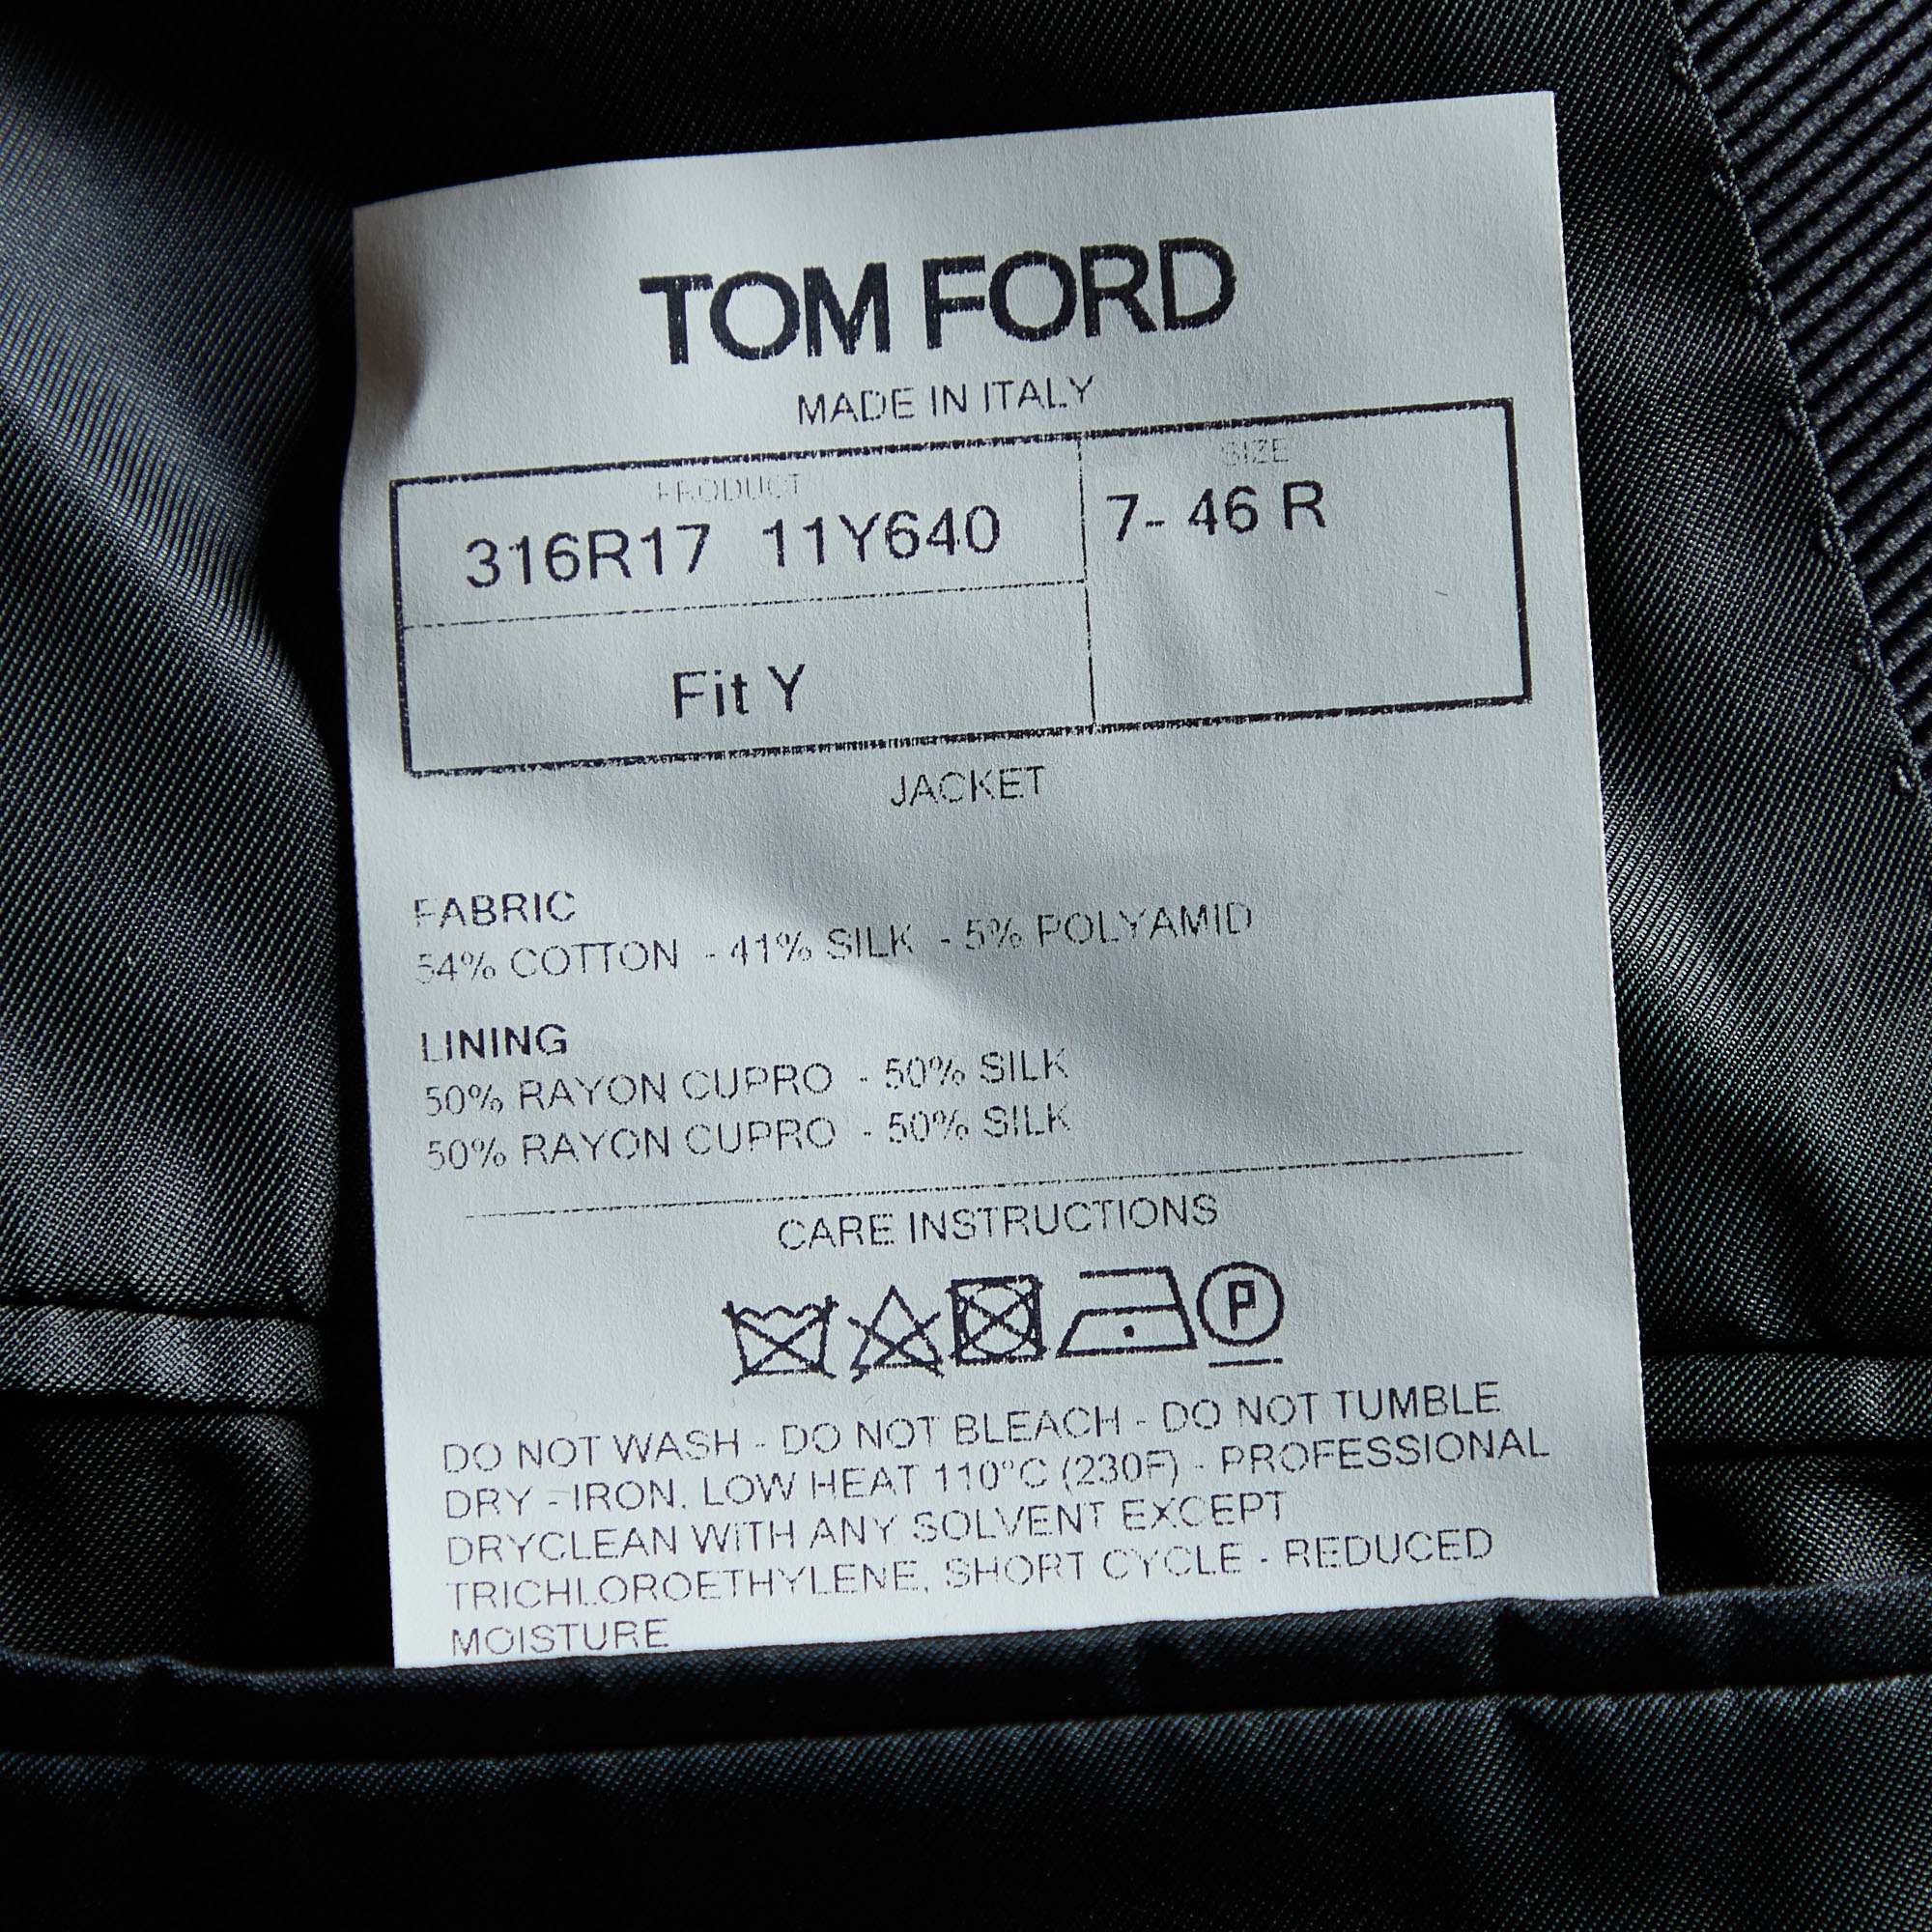 TOM FORD
MADE IN ITALY
PRODUCT
SIZE
316R17 11Y640
7- 46 R
Fit Y
JACKET
FABRIC
54% COTTON - 41% SILK - 5% POLYAMID
LINING
50% RAYON CUPRO - 50% SILK
50% RAYON CUPRO - 50% SILK
CARE INSTRUCTIONS
P
DO NOT WASH - DO NOT BLEACH - DO NOT TUMBLE
DRY - IRON, LOW HEAT 110°C (230F) - PROFESSIONAL
DRYCLEAN WITH ANY SOLVENT EXCEPT
TRICHLOROETHYLENE, SHORT CYCLE - REDUCED
MOISTURE